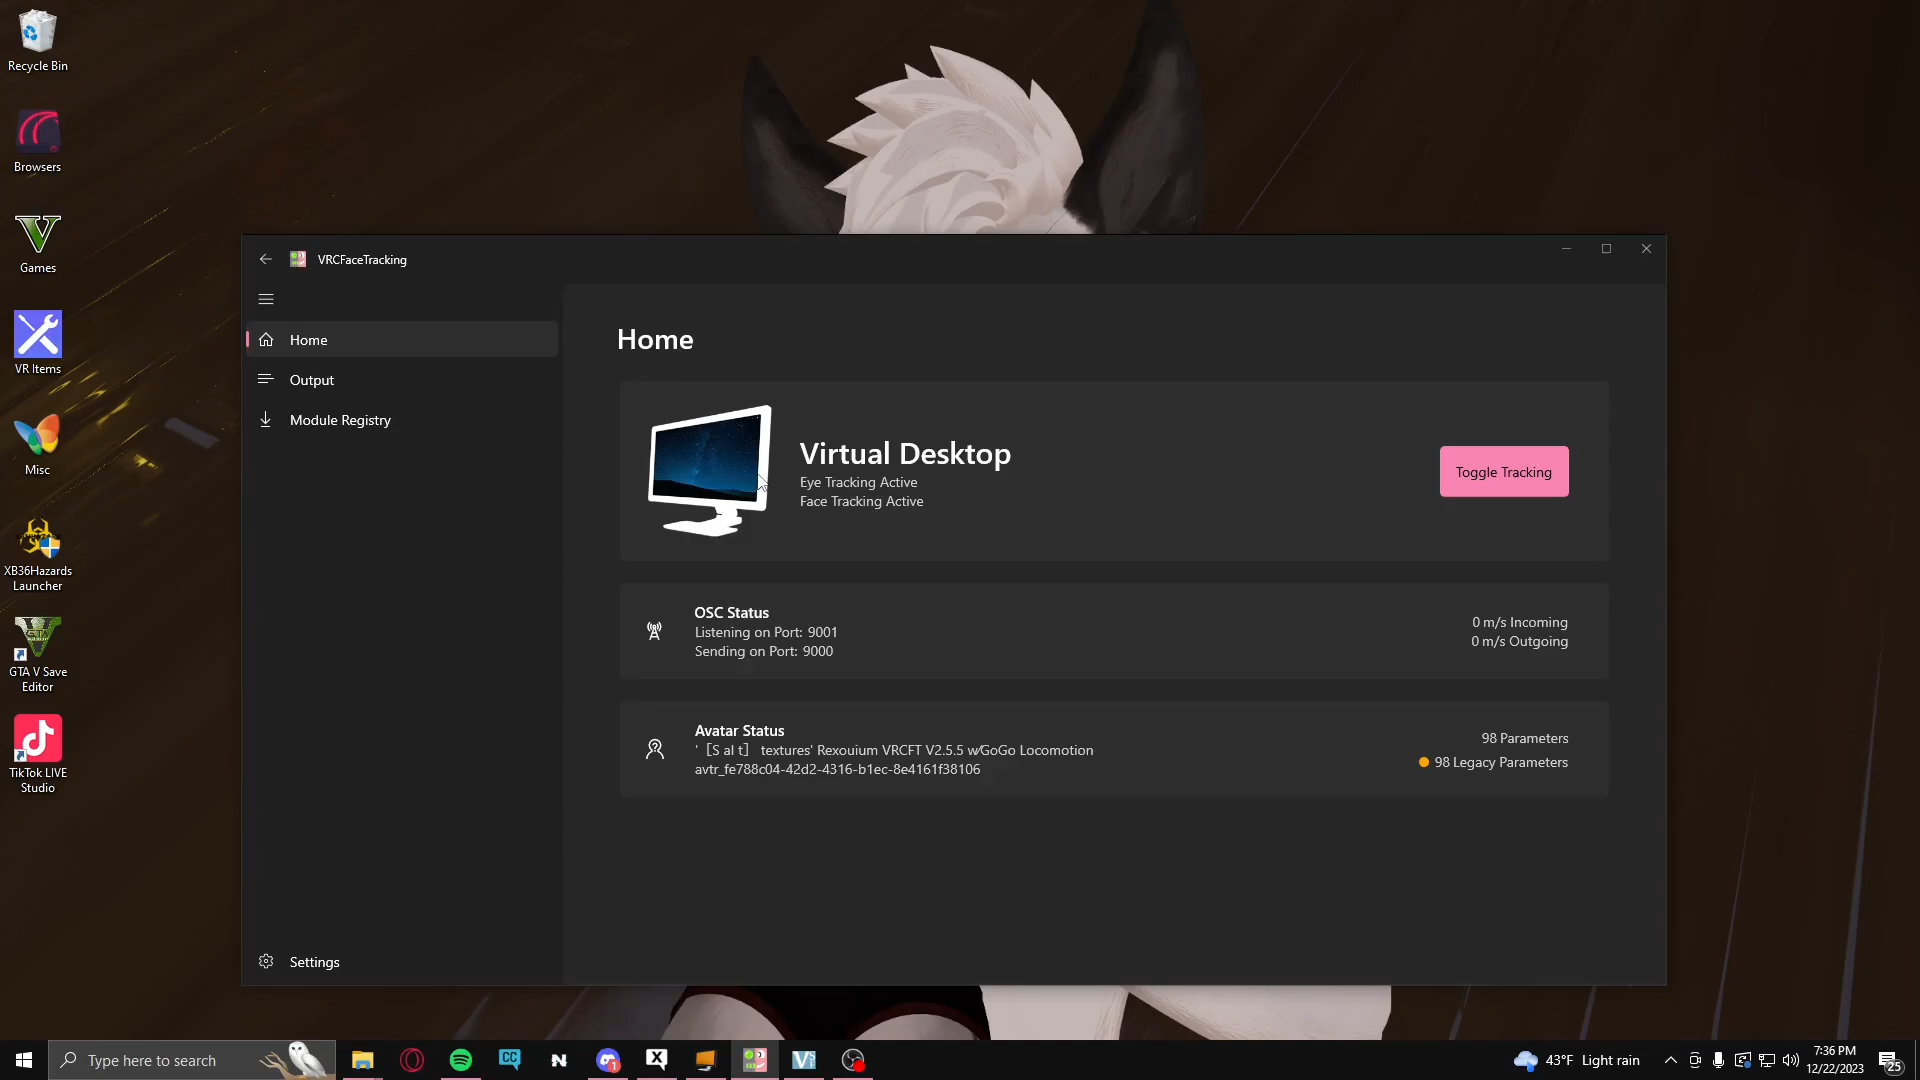 Recycle Bin
Browsers
Games
VR Items
Misc
XB36Hazards
Launcher
GTA V Save
Editor
TikTok LIVE
Studio
VRCFaceTracking
Home
Output
Module Registry
Settings
Home
Virtual Desktop
Eye Tracking Active
Face Tracking Active
Toggle Tracking
OSC Status
Listening on Port: 9001
Sending on Port: 9000
0 m/s Incoming
0 m/s Outgoing
Avatar Status
'［S al t］ textures' Rexouium VRCFT V2.5.5 w/GoGo Locomotion
avtr_fe788c04-42d2-4316-b1ec-8e4161f38106
98 Parameters
98 Legacy Parameters
Type here to search
CC
1
43°F Light rain
7:36 PM
12/22/2023
25